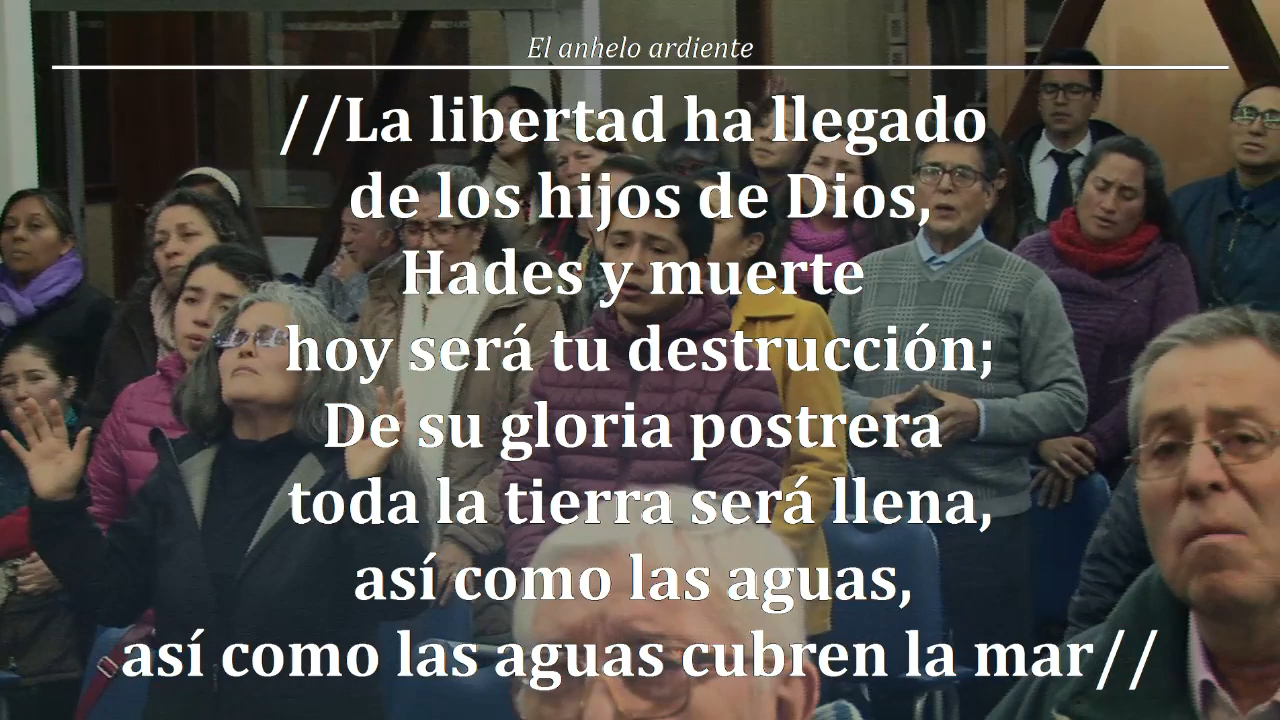 El anhelo ardiente
//La libertad ha llegado
de los hijos de Dios,
Hades y muerte
hoy será tu destrucción;
De su gloria postrera
toda la tierra será llena,
así como las aguas,
así como las aguas cubren la mar//